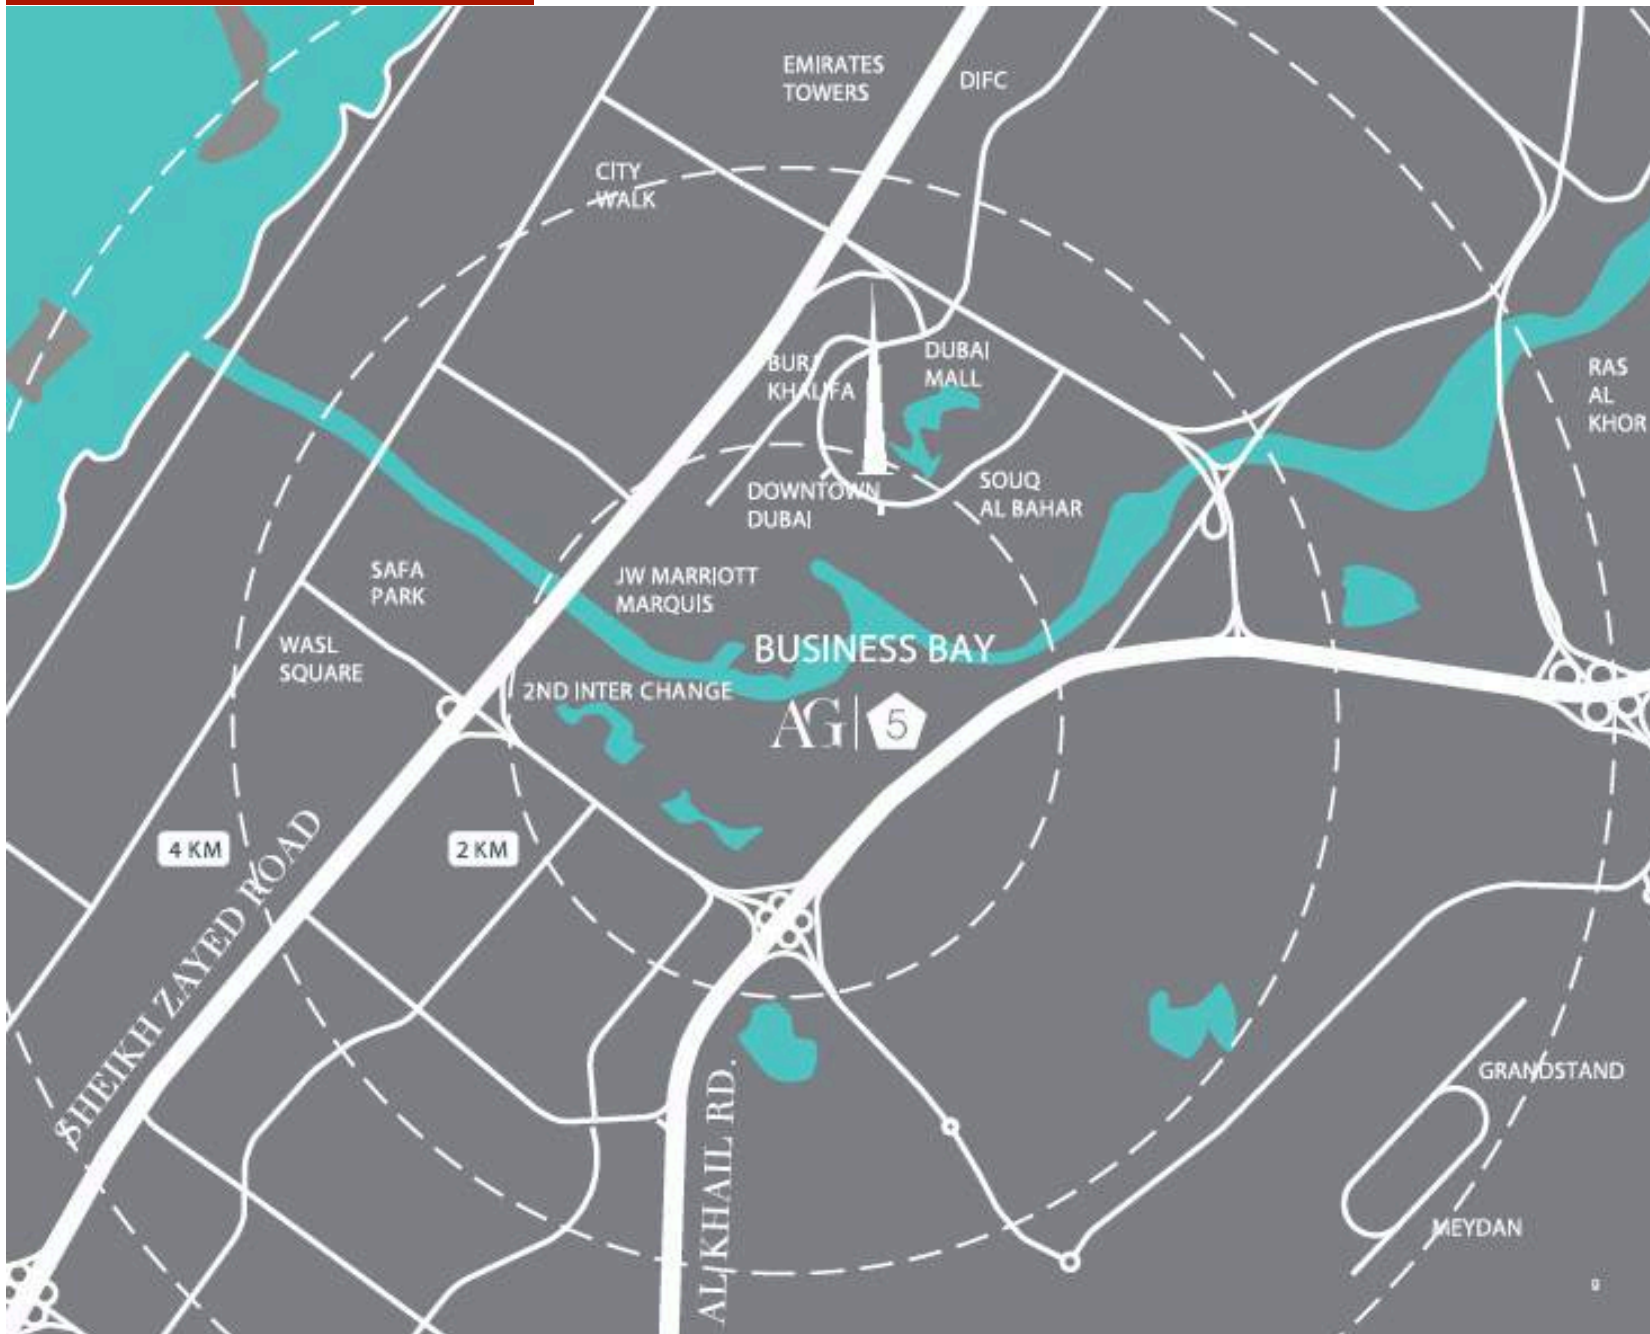 EMIRATES
TOWERS
DIFC
CITY
WALK
BURJ
KHALIFA
DUBAI
MALL
RAS
AL
KHOR
DOWNTOWN
DUBAI
SOUQ
AL BAHAR
SAFA
PARK
JW MARRIOTT
MARQUIS
WASL
SQUARE
BUSINESS BAY
2ND INTER CHANGE
AG | 5
4 KM
2 KM
SHEIKH ZAYED ROAD
AL KHAIL RD.
GRANDSTAND
MEYDAN
9